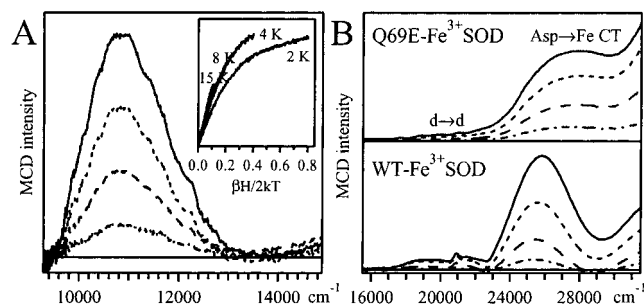 A
MCD intensity
4 K
8 K
2 K
15 K
0.0 0.2 0.4 0.6 0.8
βH/2kT
10000 12000 14000 cm⁻¹
B
MCD intensity
Q69E-Fe³⁺SOD
Asp→Fe CT
d→d
WT-Fe³⁺SOD
16000 20000 24000 28000 cm⁻¹